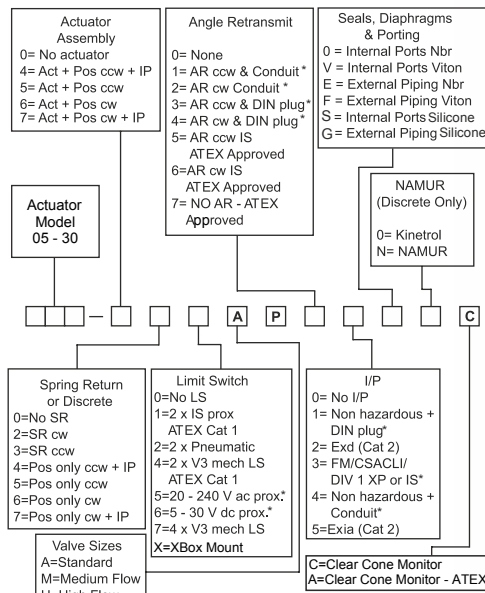 Actuator
Assembly
0= No actuator
4= Act + Pos ccw + IP
5= Act + Pos ccw
6= Act + Pos cw
7= Act + Pos cw + IP
Angle Retransmit
0= None
1= AR ccw & Conduit*
2= AR cw Conduit*
3= AR ccw & DIN plug*
4= AR cw & DIN plug*
5= AR ccw IS
ATEX Approved
6=AR cw IS
ATEX Approved
7= NO AR - ATEX
Approved
Seals, Diaphragms
& Porting
0 = Internal Ports Nbr
V = Internal Ports Viton
E = External Piping Nbr
F = External Piping Viton
S = Internal Ports Silicone
G = External Piping Silicone
NAMUR
(Discrete Only)
0= Kinetrol
N= NAMUR
Actuator
Model
05 - 30
– A P C
Spring Return
or Discrete
0=No SR
2=SR cw
3=SR ccw
4=Pos only ccw + IP
5=Pos only ccw
6=Pos only cw
7=Pos only cw + IP
Limit Switch
0=No LS
1=2 x IS prox
ATEX Cat 1
2=2 x Pneumatic
4=2 x V3 mech LS
ATEX Cat 1
5=20 - 240 V ac prox.*
6=5 - 30 V dc prox.*
7=4 x V3 mech LS
X=XBox Mount
I/P
0= No I/P
1= Non hazardous +
DIN plug*
2= Exd (Cat 2)
3= FM/CSACLI/
DIV 1 XP or IS*
4= Non hazardous +
Conduit*
5=Exia (Cat 2)
Valve Sizes
A=Standard
M=Medium Flow
C=Clear Cone Monitor
A=Clear Cone Monitor - ATEX